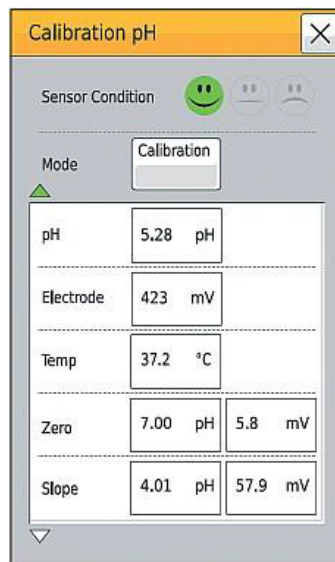 Calibration pH
Sensor Condition
Mode Calibration
pH 5.28 pH
Electrode 423 mV
Temp 37.2 °C
Zero 7.00 pH 5.8 mV
Slope 4.01 pH 57.9 mV